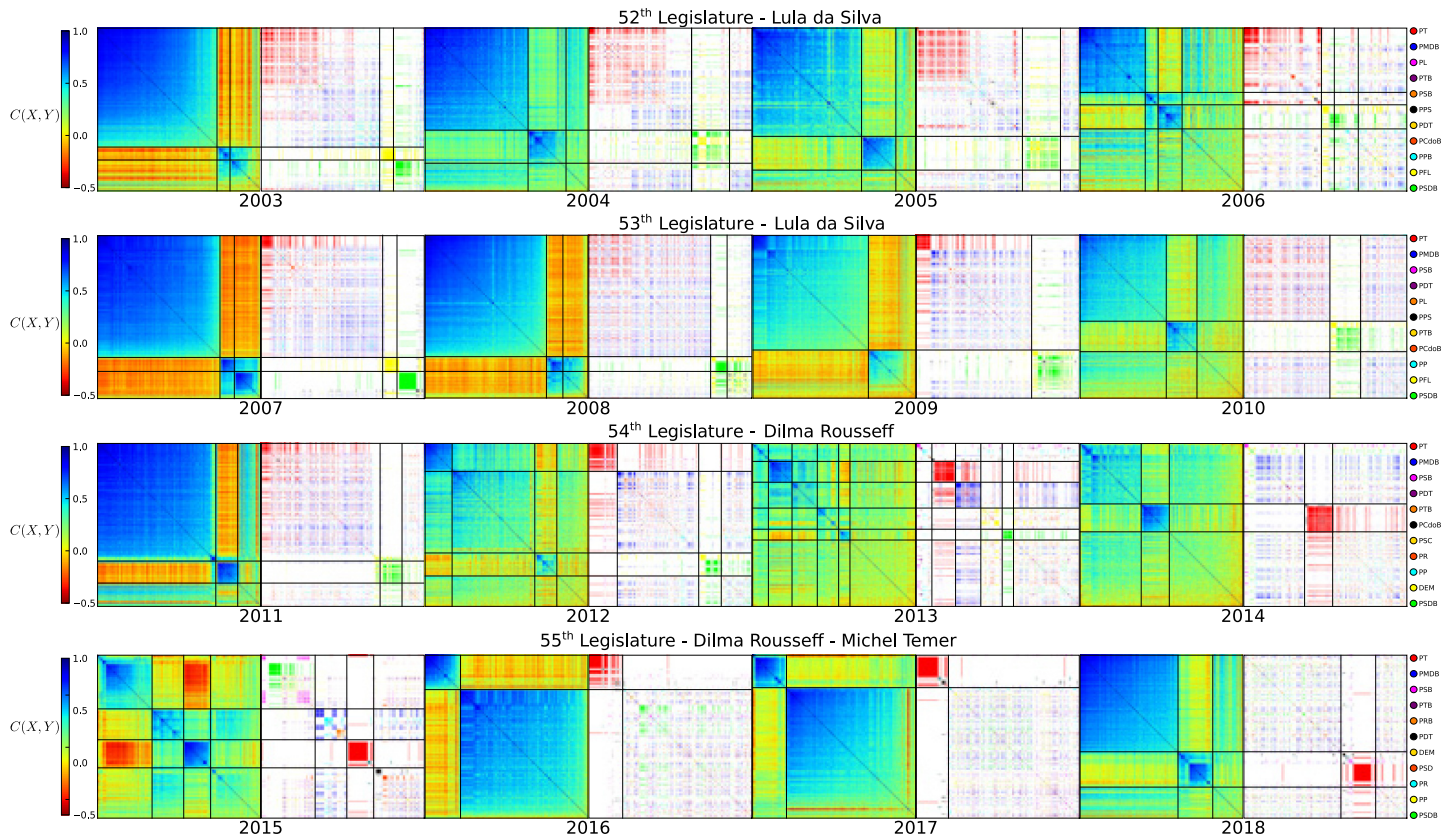 52th Legislature - Lula da Silva
1.0
0.5
0.0
−0.5
C(X,Y)
2003
2004
2005
2006
PT
PMDB
PL
PTB
PSB
PPS
PDT
PCdoB
PPB
PFL
PSDB
53th Legislature - Lula da Silva
1.0
0.5
0.0
−0.5
C(X,Y)
2007
2008
2009
2010
PT
PMDB
PSB
PDT
PL
PPS
PTB
PCdoB
PP
PFL
PSDB
54th Legislature - Dilma Rousseff
1.0
0.5
0.0
−0.5
C(X,Y)
2011
2012
2013
2014
PT
PMDB
PSB
PDT
PTB
PCdoB
PSC
PR
PP
DEM
PSDB
55th Legislature - Dilma Rousseff - Michel Temer
1.0
0.5
0.0
−0.5
C(X,Y)
2015
2016
2017
2018
PT
PMDB
PSB
PTB
PRB
PDT
DEM
PSD
PR
PP
PSDB